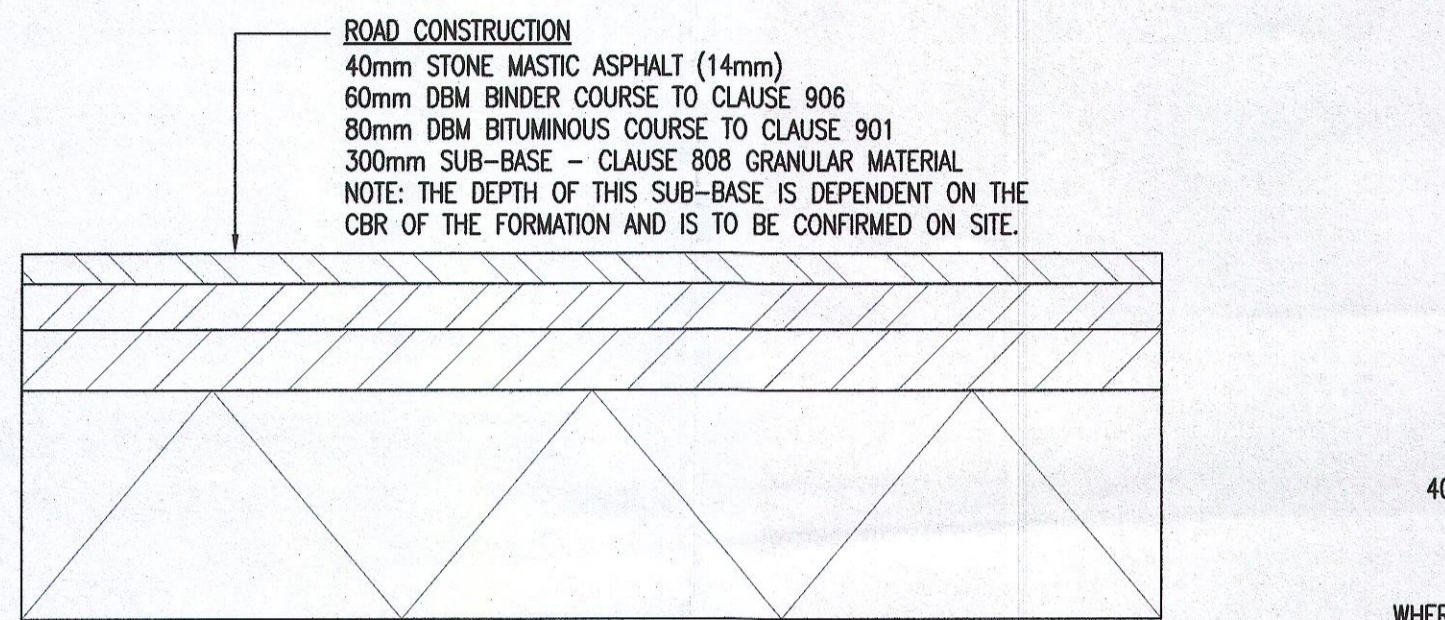 ROAD CONSTRUCTION
40mm STONE MASTIC ASPHALT (14mm)
60mm DBM BINDER COURSE TO CLAUSE 906
80mm DBM BITUMINOUS COURSE TO CLAUSE 901
300mm SUB-BASE - CLAUSE 808 GRANULAR MATERIAL
NOTE: THE DEPTH OF THIS SUB-BASE IS DEPENDENT ON THE
CBR OF THE FORMATION AND IS TO BE CONFIRMED ON SITE.
40